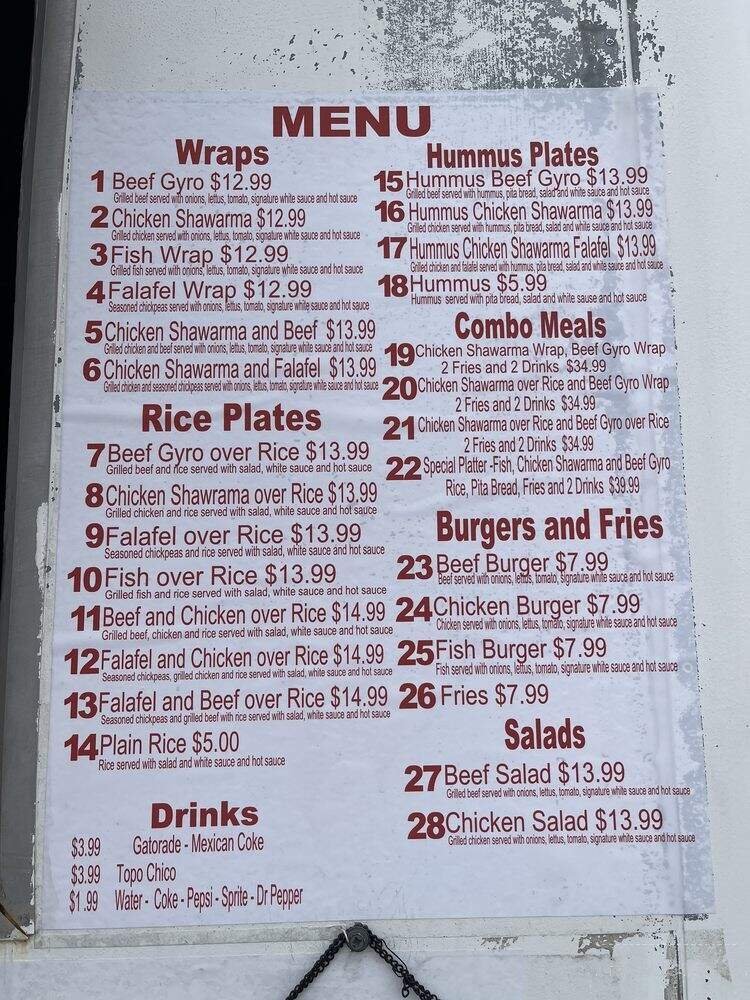 MENU
Wraps
1 Beef Gyro $12.99
Grilled beef served with onions, lettus, tomato, signature white sauce and hot sauce
2 Chicken Shawarma $12.99
Grilled chicken served with onions, lettus, tomato, signature white sauce and hot sauce
3 Fish Wrap $12.99
Grilled fish served with onions, lettus, tomato, signature white sauce and hot sauce
4 Falafel Wrap $12.99
Seasoned chickpeas served with onions, lettus, tomato, signature white sauce and hot sauce
5 Chicken Shawarma and Beef $13.99
Grilled chicken and beef served with onions, lettus, tomato, signature white sauce and hot sauce
6 Chicken Shawarma and Falafel $13.99
Grilled chicken and seasoned chickpeas served with onions, lettus, tomato, signature white sauce and hot sauce
Rice Plates
7 Beef Gyro over Rice $13.99
Grilled beef and rice served with salad, white sauce and hot sauce
8 Chicken Shawrama over Rice $13.99
Grilled chicken and rice served with salad, white sauce and hot sauce
9 Falafel over Rice $13.99
Seasoned chickpeas and rice served with salad, white sauce and hot sauce
10 Fish over Rice $13.99
Grilled fish and rice served with salad, white sauce and hot sauce
11 Beef and Chicken over Rice $14.99
Grilled beef, chicken and rice served with salad, white sauce and hot sauce
12 Falafel and Chicken over Rice $14.99
Seasoned chickpeas, grilled chicken and rice served with salad, white sauce and hot sauce
13 Falafel and Beef over Rice $14.99
Seasoned chickpeas and grilled beef with rice served with salad, white sauce and hot sauce
14 Plain Rice $5.00
Rice served with salad and white sauce and hot sauce
Drinks
$3.99 Gatorade - Mexican Coke
$3.99 Topo Chico
$1.99 Water - Coke - Pepsi - Sprite - Dr Pepper
Hummus Plates
15 Hummus Beef Gyro $13.99
Grilled beef served with hummus, pita bread, salad and white sauce and hot sauce
16 Hummus Chicken Shawarma $13.99
Grilled chicken served with hummus, pita bread, salad and white sauce and hot sauce
17 Hummus Chicken Shawarma Falafel $13.99
Grilled chicken and falafel served with hummus, pita bread, salad and white sauce and hot sauce
18 Hummus $5.99
Hummus served with pita bread, salad and white sause and hot sauce
Combo Meals
19 Chicken Shawarma Wrap, Beef Gyro Wrap
2 Fries and 2 Drinks $34.99
20 Chicken Shawarma over Rice and Beef Gyro Wrap
2 Fries and 2 Drinks $34.99
21 Chicken Shawarma over Rice and Beef Gyro over Rice
2 Fries and 2 Drinks $34.99
22 Special Platter -Fish, Chicken Shawarma and Beef Gyro
Rice, Pita Bread, Fries and 2 Drinks $39.99
Burgers and Fries
23 Beef Burger $7.99
Beef served with onions, lettus, tomato, signature white sauce and hot sauce
24 Chicken Burger $7.99
Chicken served with onions, lettus, tomato, signature white sauce and hot sauce
25 Fish Burger $7.99
Fish served with onions, lettus, tomato, signature white sauce and hot sauce
26 Fries $7.99
Salads
27 Beef Salad $13.99
Grilled beef served with onions, lettus, tomato, signature white sauce and hot sauce
28 Chicken Salad $13.99
Grilled chicken served with onions, lettus, tomato, signature white sauce and hot sauce